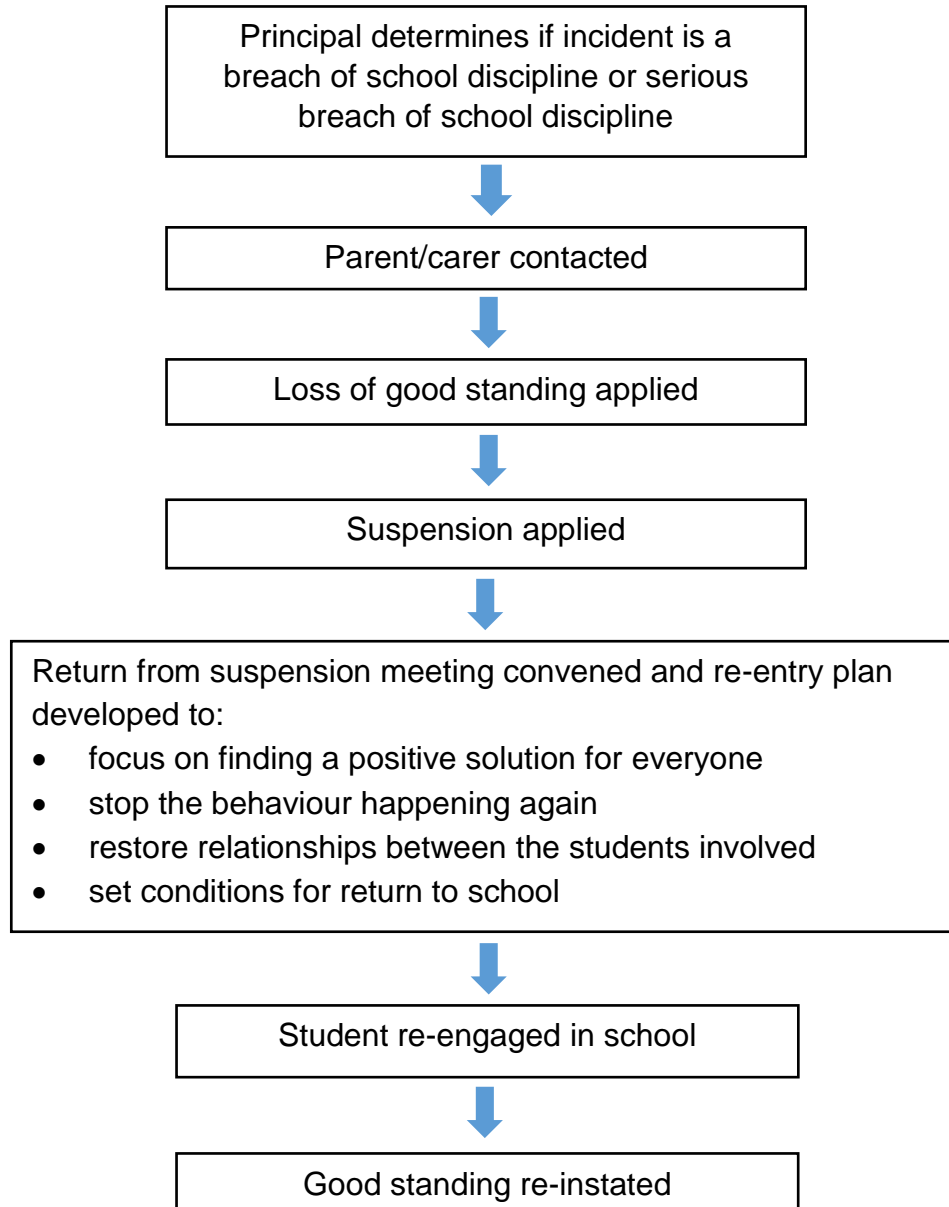 Principal determines if incident is a
breach of school discipline or serious
breach of school discipline
Parent/carer contacted
Loss of good standing applied
Suspension applied
Return from suspension meeting convened and re-entry plan
developed to:
• focus on finding a positive solution for everyone
• stop the behaviour happening again
• restore relationships between the students involved
• set conditions for return to school
Student re-engaged in school
Good standing re-instated